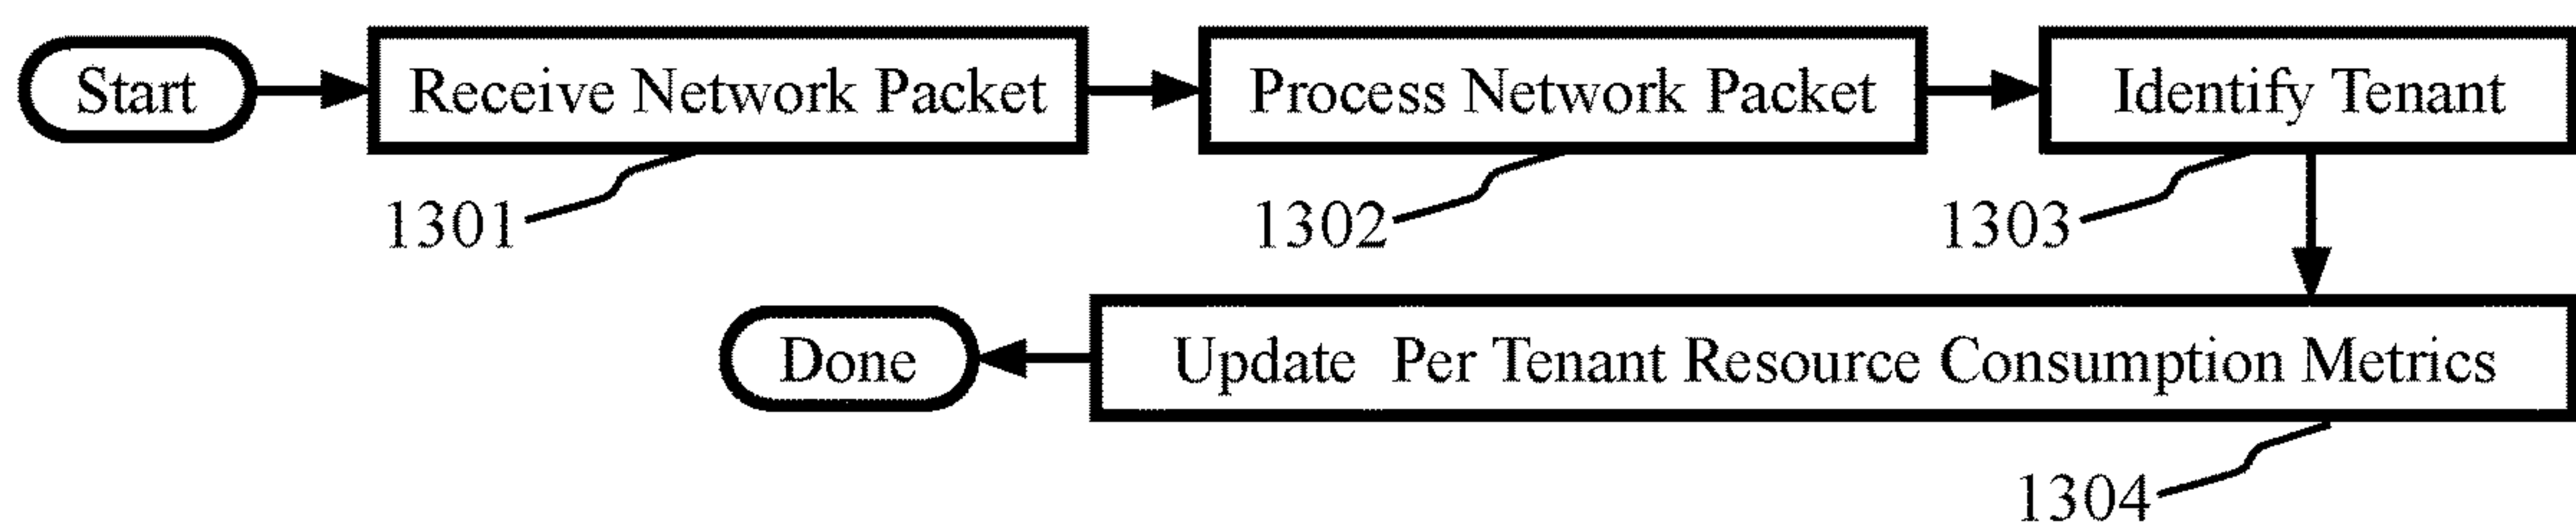 Start
Receive Network Packet
Process Network Packet
Identify Tenant
1301
1302
1303
Done
Update Per Tenant Resource Consumption Metrics
1304